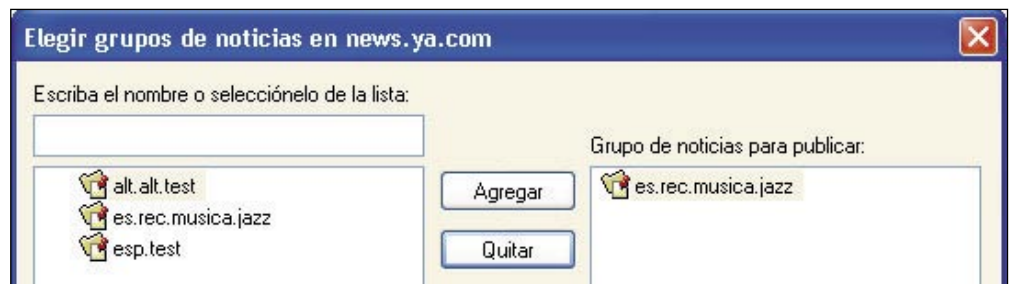 Elegir grupos de noticias en news.ya.com
Escriba el nombre o selecciónelo de la lista:
Grupo de noticias para publicar:
alt.alt.test
es.rec.musica.jazz
esp.test
Agregar
Quitar
es.rec.musica.jazz